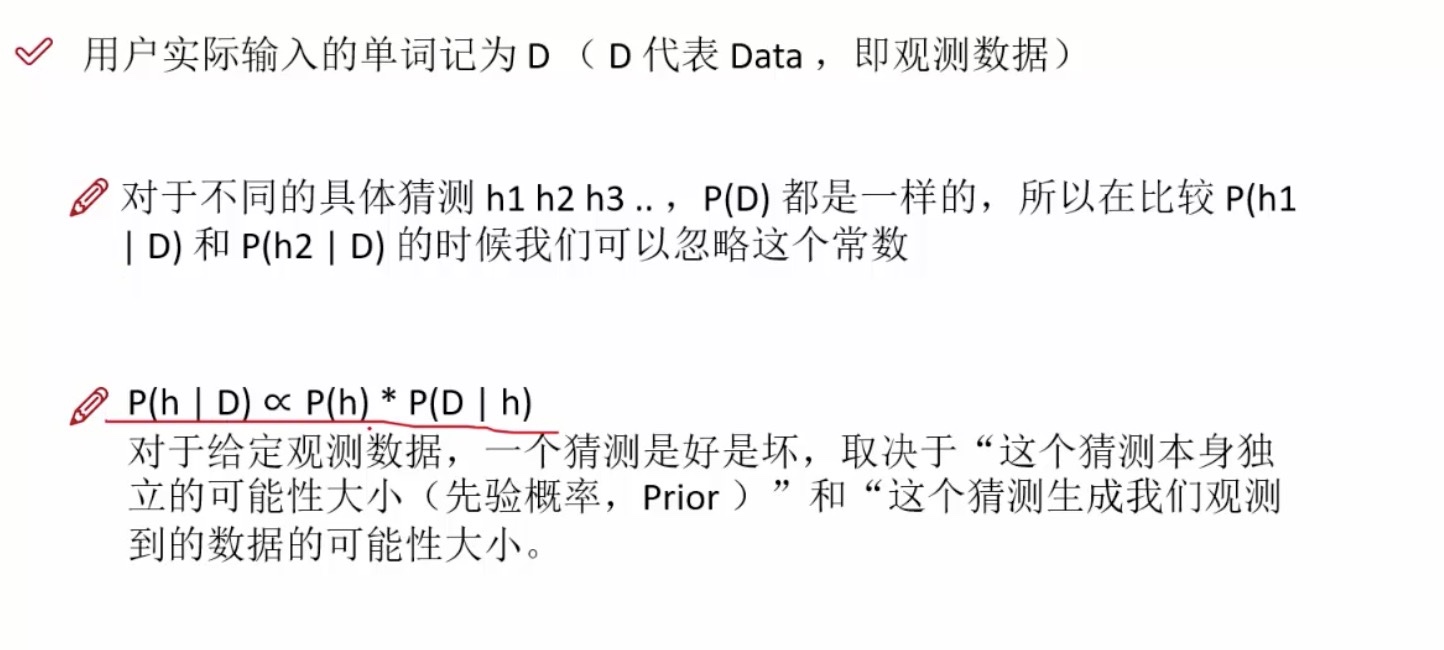 用户实际输入的单词记为 D （ D 代表 Data ，即观测数据）
对于不同的具体猜测 h1 h2 h3 .. ，P(D) 都是一样的，所以在比较 P(h1
| D) 和 P(h2 | D) 的时候我们可以忽略这个常数
P(h | D) ∝ P(h) * P(D | h)
对于给定观测数据，一个猜测是好是坏，取决于“这个猜测本身独
立的可能性大小（先验概率，Prior ）”和“这个猜测生成我们观测
到的数据的可能性大小。